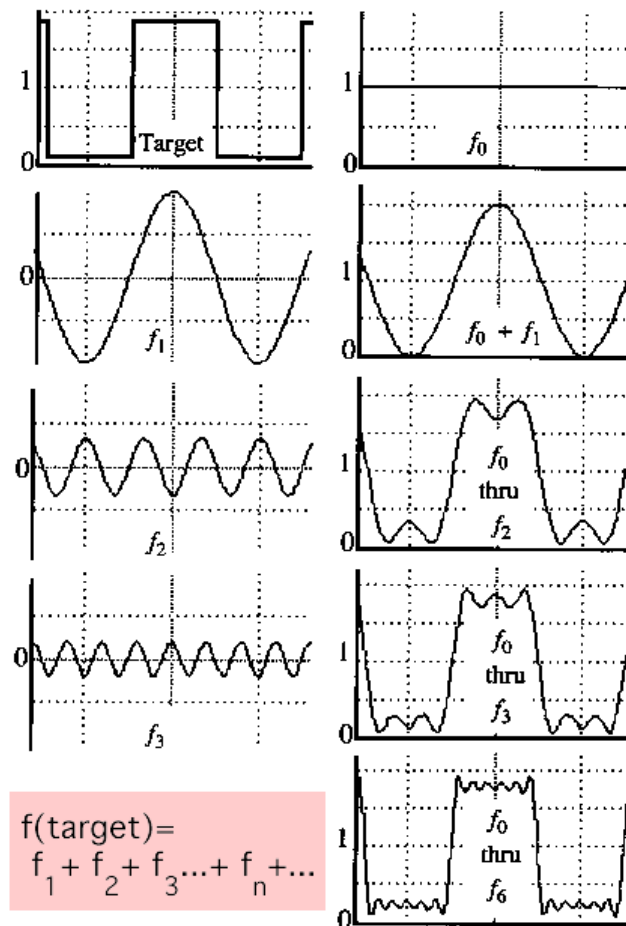 1
0
Target
1
0
f₀
0
f₁
1
0
f₀ + f₁
0
f₂
1
0
f₀
thru
f₂
0
f₃
1
0
f₀
thru
f₃
1
0
f₀
thru
f₆
f(target)=
f₁+ f₂+ f₃...+ fₙ+...